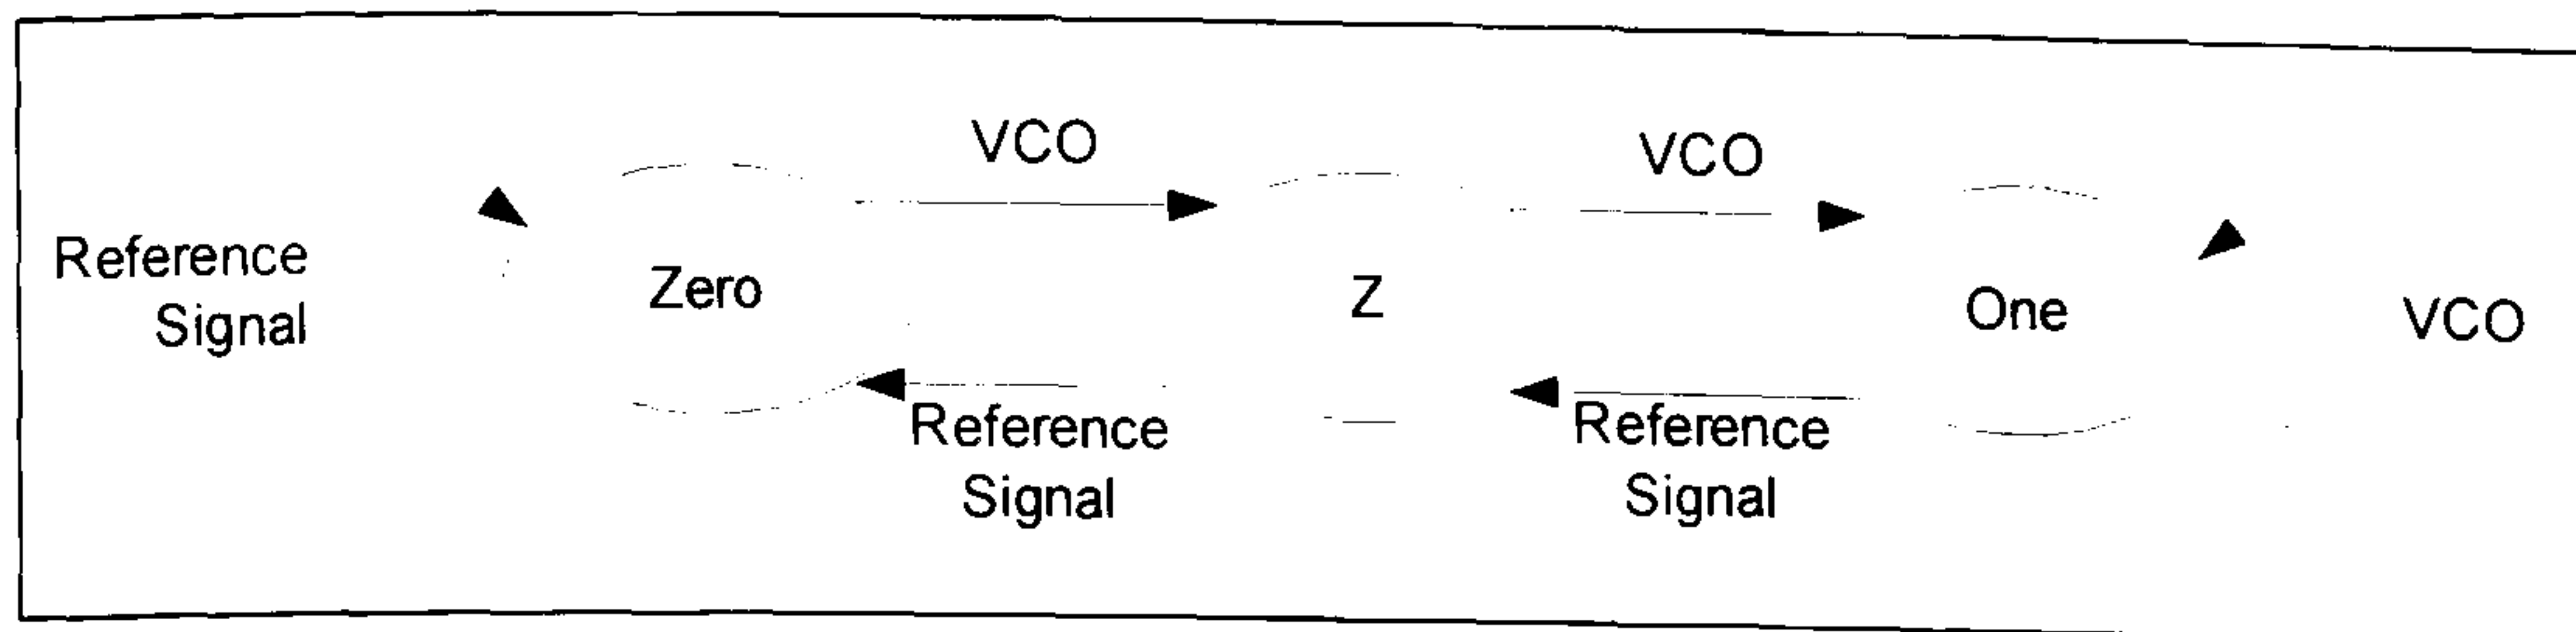 VCO
VCO
Reference
Signal
Zero
Z
One
VCO
Reference
Signal
Reference
Signal